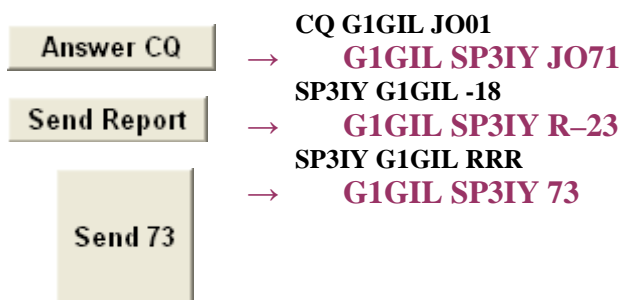 CQ G1GIL JO01
Answer CQ → G1GIL SP3IY JO71
SP3IY G1GIL -18
Send Report → G1GIL SP3IY R–23
SP3IY G1GIL RRR
→ G1GIL SP3IY 73
Send 73